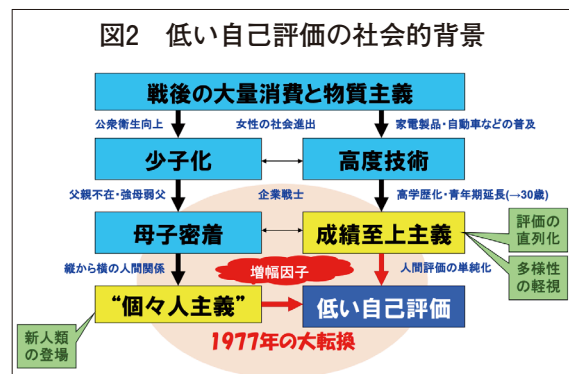 図2　低い自己評価の社会的背景
戦後の大量消費と物質主義
公衆衛生向上
女性の社会進出
家電製品・自動車などの普及
少子化
高度技術
父親不在・強母弱父
企業戦士
高学歴化・青年期延長(→30歳)
母子密着
成績至上主義
評価の
直列化
多様性
の軽視
縦から横の人間関係
増幅因子
人間評価の単純化
“個々人主義”
低い自己評価
新人類
の登場
1977年の大転換